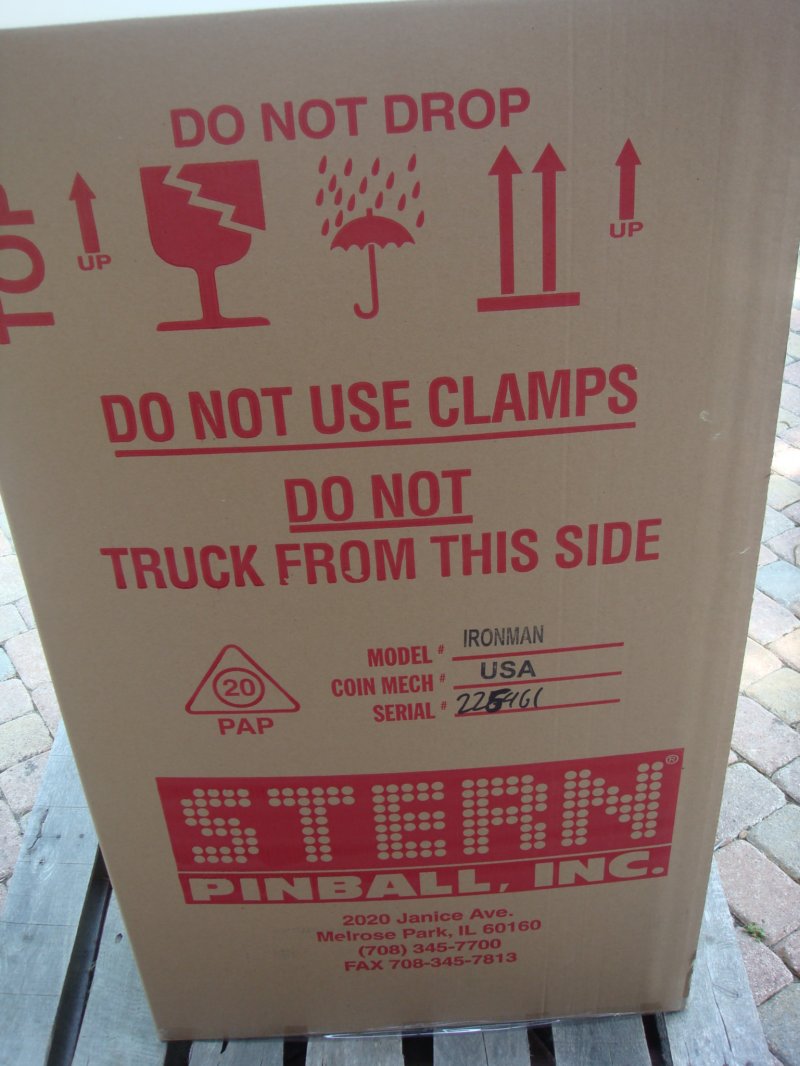 DO NOT DROP
TOP
UP
UP
DO NOT USE CLAMPS
DO NOT
TRUCK FROM THIS SIDE
20
PAP
MODEL # IRONMAN
COIN MECH # USA
SERIAL #
STERN®
PINBALL, INC.
2020 Janice Ave.
Melrose Park, IL 60160
(708) 345-7700
FAX 708-345-7813